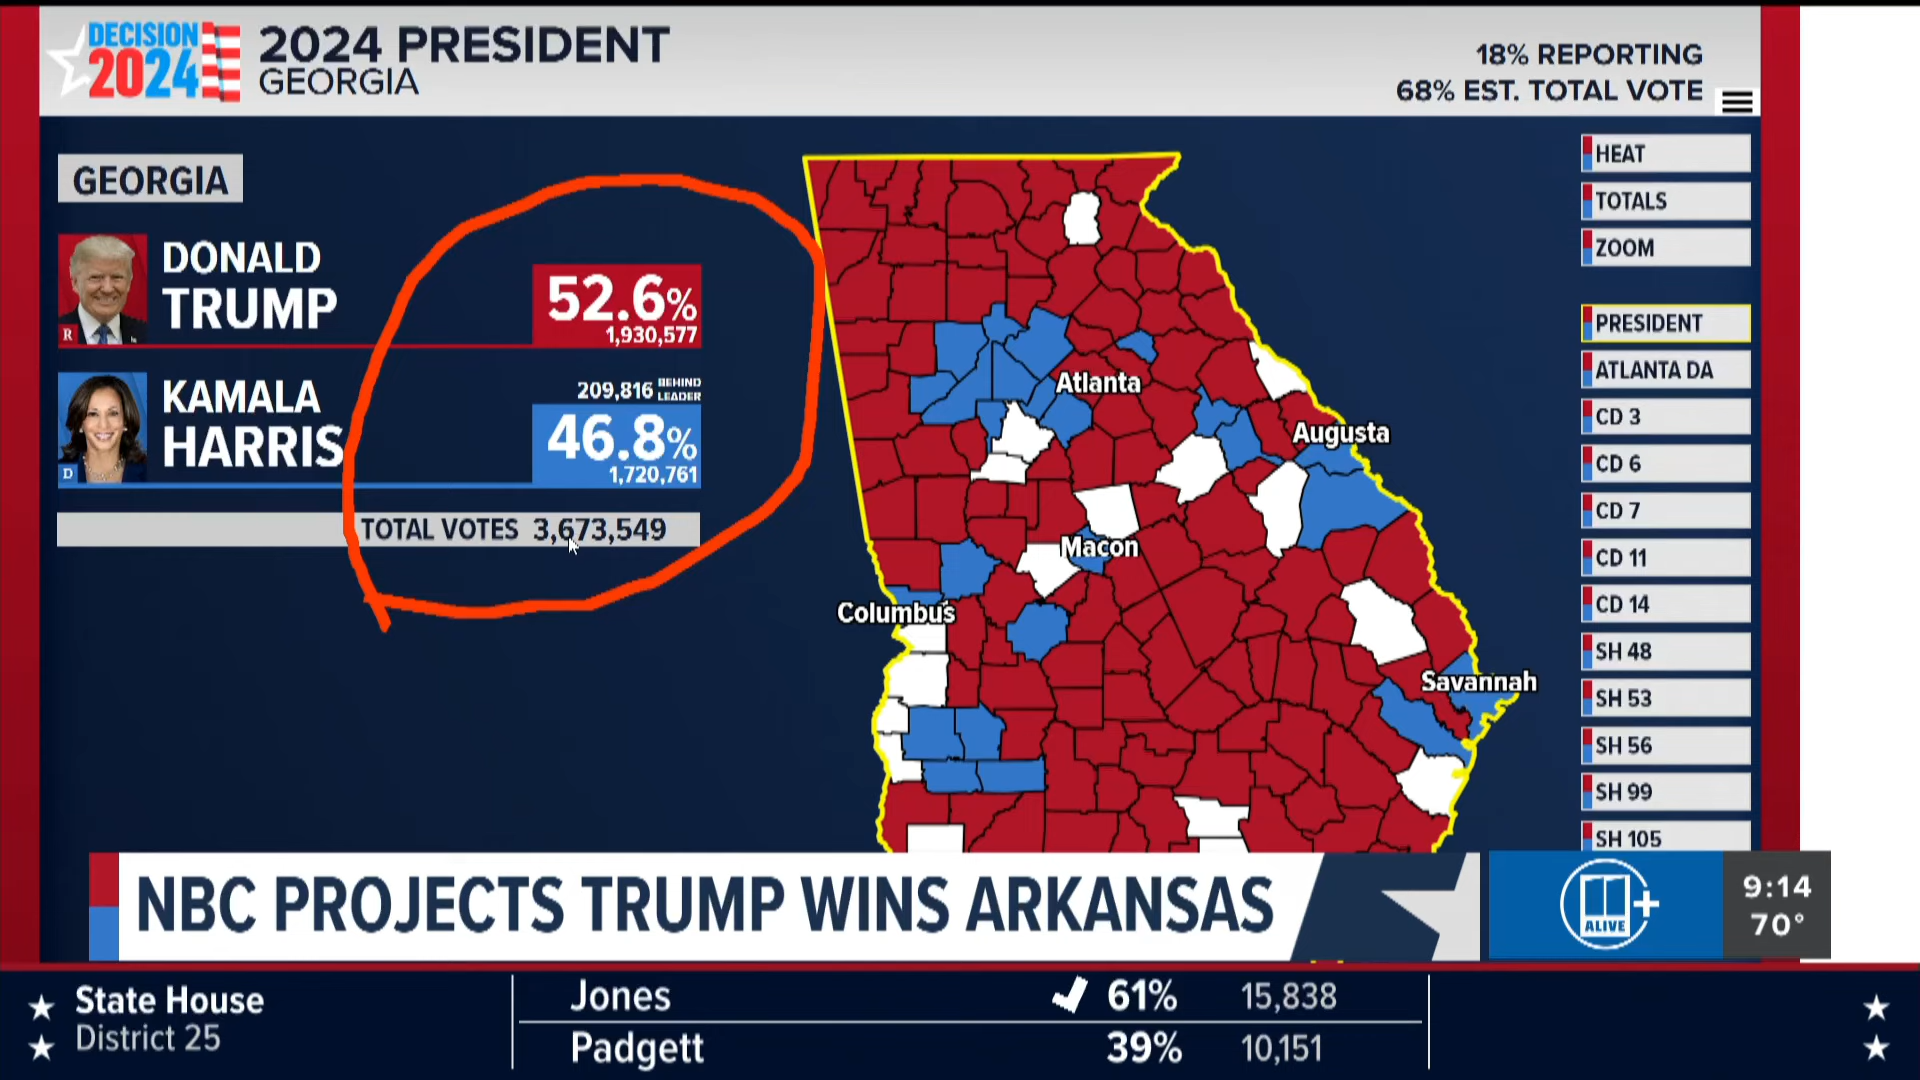 DECISION
2024
2024 PRESIDENT
GEORGIA
18% REPORTING
68% EST. TOTAL VOTE
GEORGIA
DONALD
TRUMP
R
52.6%
1,930,577
KAMALA
HARRIS
D
209,816 BEHIND LEADER
46.8%
1,720,761
TOTAL VOTES 3,673,549
Atlanta
Augusta
Macon
Columbus
Savannah
HEAT
TOTALS
ZOOM
PRESIDENT
ATLANTA DA
CD 3
CD 6
CD 7
CD 11
CD 14
SH 48
SH 53
SH 56
SH 99
SH 105
NBC PROJECTS TRUMP WINS ARKANSAS
11
ALIVE
+
9:14
70°
State House
District 25
Jones 61% 15,838
Padgett 39% 10,151